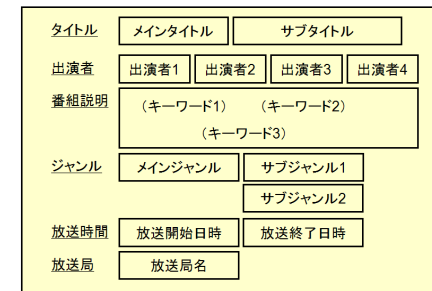 タイトル メインタイトル サブタイトル
出演者 出演者1 出演者2 出演者3 出演者4
番組説明 （キーワード1） （キーワード2）
（キーワード3）
ジャンル メインジャンル サブジャンル1
サブジャンル2
放送時間 放送開始日時 放送終了日時
放送局 放送局名